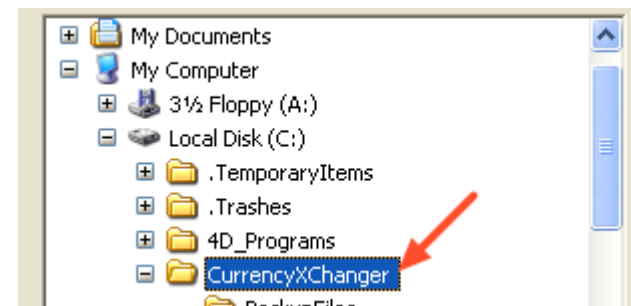 My Documents
My Computer
3½ Floppy (A:)
Local Disk (C:)
.TemporaryItems
.Trashes
4D_Programs
CurrencyXChanger